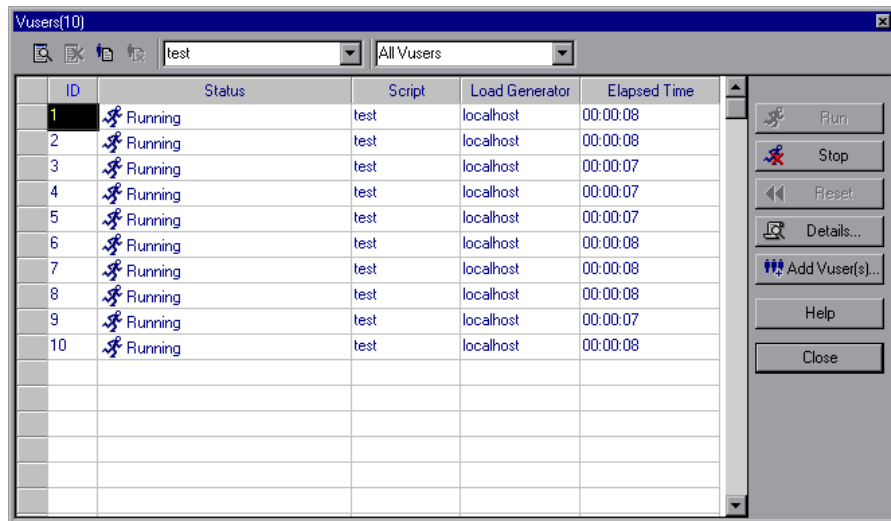 Vusers(10)
test All Vusers
ID Status Script Load Generator Elapsed Time
1 Running test localhost 00:00:08
2 Running test localhost 00:00:08
3 Running test localhost 00:00:07
4 Running test localhost 00:00:07
5 Running test localhost 00:00:07
6 Running test localhost 00:00:08
7 Running test localhost 00:00:08
8 Running test localhost 00:00:08
9 Running test localhost 00:00:07
10 Running test localhost 00:00:08
Run
Stop
Reset
Details...
Add Vuser(s)...
Help
Close